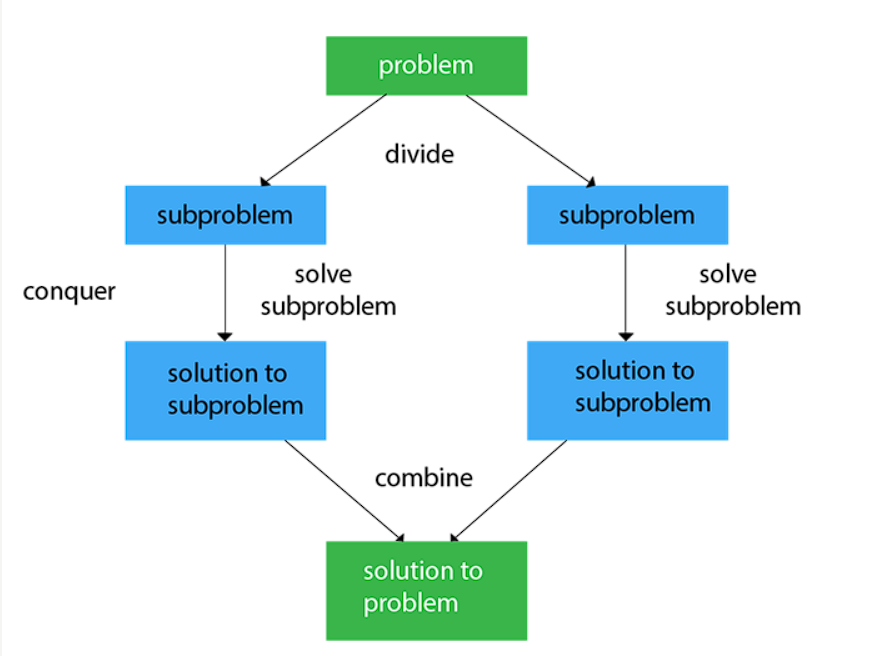 problem
divide
subproblem
subproblem
conquer
solve
subproblem
solve
subproblem
solution to
subproblem
solution to
subproblem
combine
solution to
problem